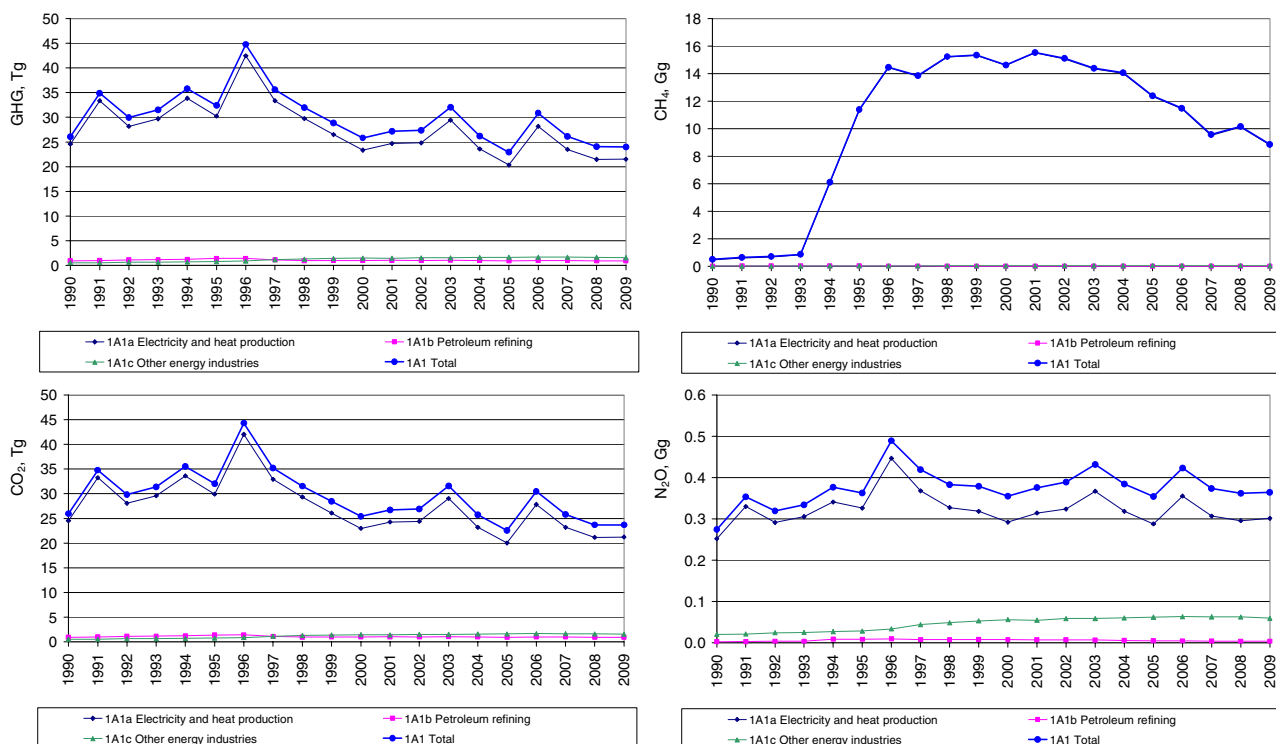 GHG, Tg
50
45
40
35
30
25
20
15
10
5
0
1990 1991 1992 1993 1994 1995 1996 1997 1998 1999 2000 2001 2002 2003 2004 2005 2006 2007 2008 2009
1A1a Electricity and heat production 1A1b Petroleum refining
1A1c Other energy industries 1A1 Total
CH₄, Gg
18
16
14
12
10
8
6
4
2
0
1990 1991 1992 1993 1994 1995 1996 1997 1998 1999 2000 2001 2002 2003 2004 2005 2006 2007 2008 2009
1A1a Electricity and heat production 1A1b Petroleum refining
1A1c Other energy industries 1A1 Total
CO₂, Tg
50
45
40
35
30
25
20
15
10
5
0
1990 1991 1992 1993 1994 1995 1996 1997 1998 1999 2000 2001 2002 2003 2004 2005 2006 2007 2008 2009
1A1a Electricity and heat production 1A1b Petroleum refining
1A1c Other energy industries 1A1 Total
N₂O, Gg
0.6
0.5
0.4
0.3
0.2
0.1
0.0
1990 1991 1992 1993 1994 1995 1996 1997 1998 1999 2000 2001 2002 2003 2004 2005 2006 2007 2008 2009
1A1a Electricity and heat production 1A1b Petroleum refining
1A1c Other energy industries 1A1 Total